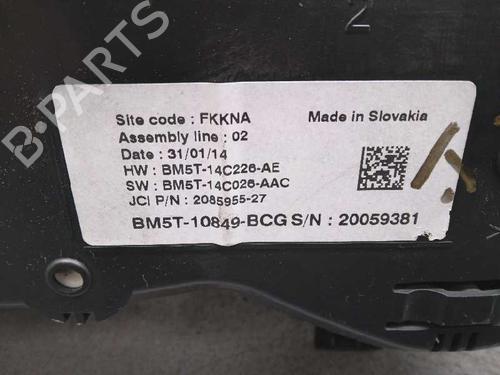 2
Site code : FKKNA
Made in Slovakia
Assembly line : 02
Date : 31/01/14
HW : BM5T-14C226-AE
SW : BM5T-14C026-AAC
JCI P/N : 2085955-27
BM5T-10849-BCG S/N : 20059381